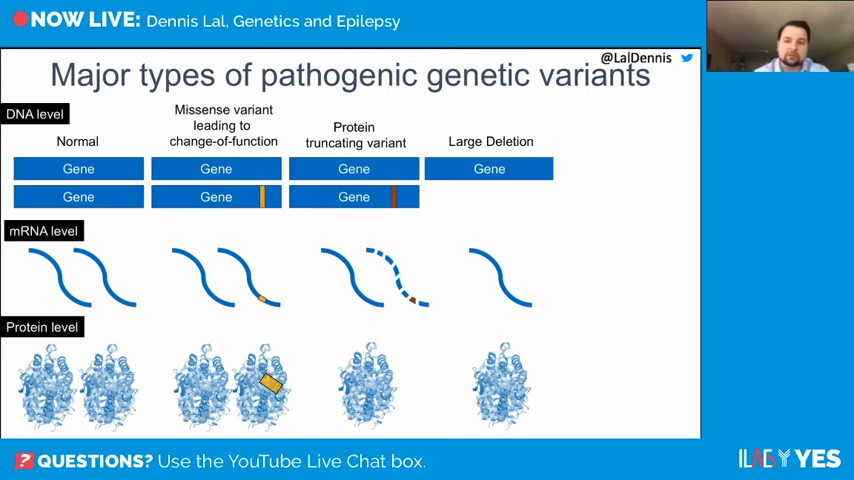 NOW LIVE: Dennis Lal, Genetics and Epilepsy
@LalDennis
Major types of pathogenic genetic variants
DNA level
Normal
Missense variant
leading to
change-of-function
Protein
truncating variant
Large Deletion
Gene
Gene
Gene
Gene
Gene
Gene
Gene
mRNA level
Protein level
? QUESTIONS? Use the YouTube Live Chat box.
ILAE YES